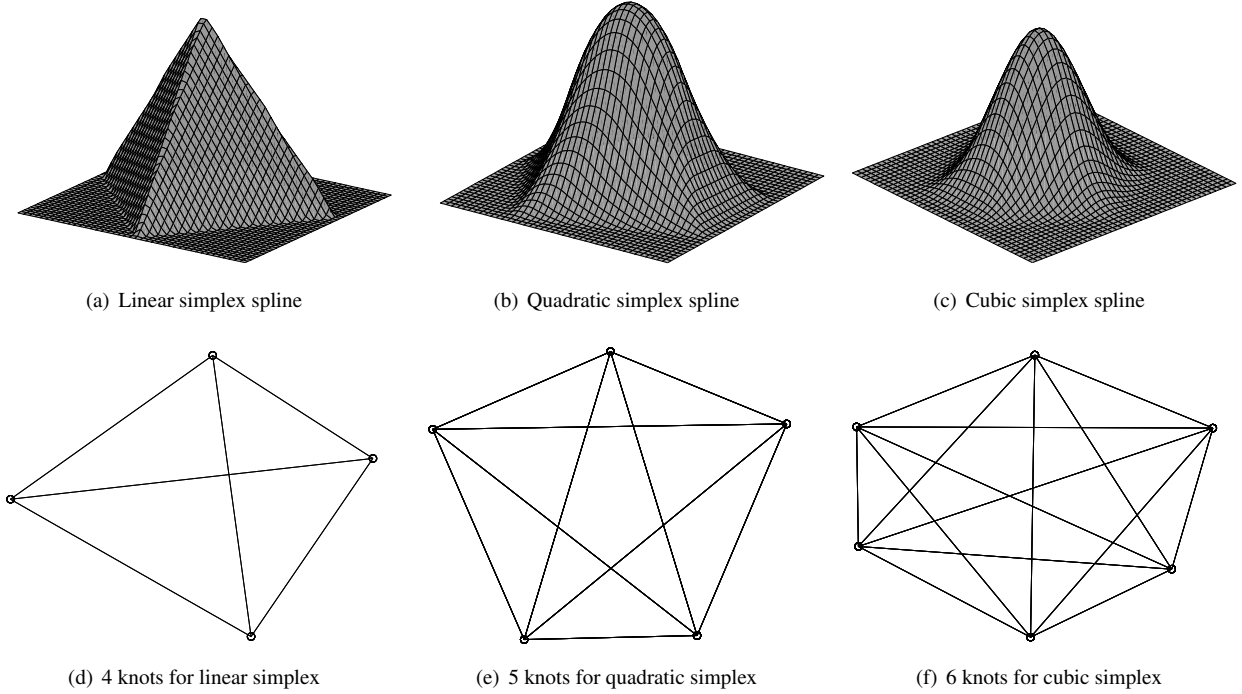 (a) Linear simplex spline
(b) Quadratic simplex spline
(c) Cubic simplex spline
(d) 4 knots for linear simplex
(e) 5 knots for quadratic simplex
(f) 6 knots for cubic simplex